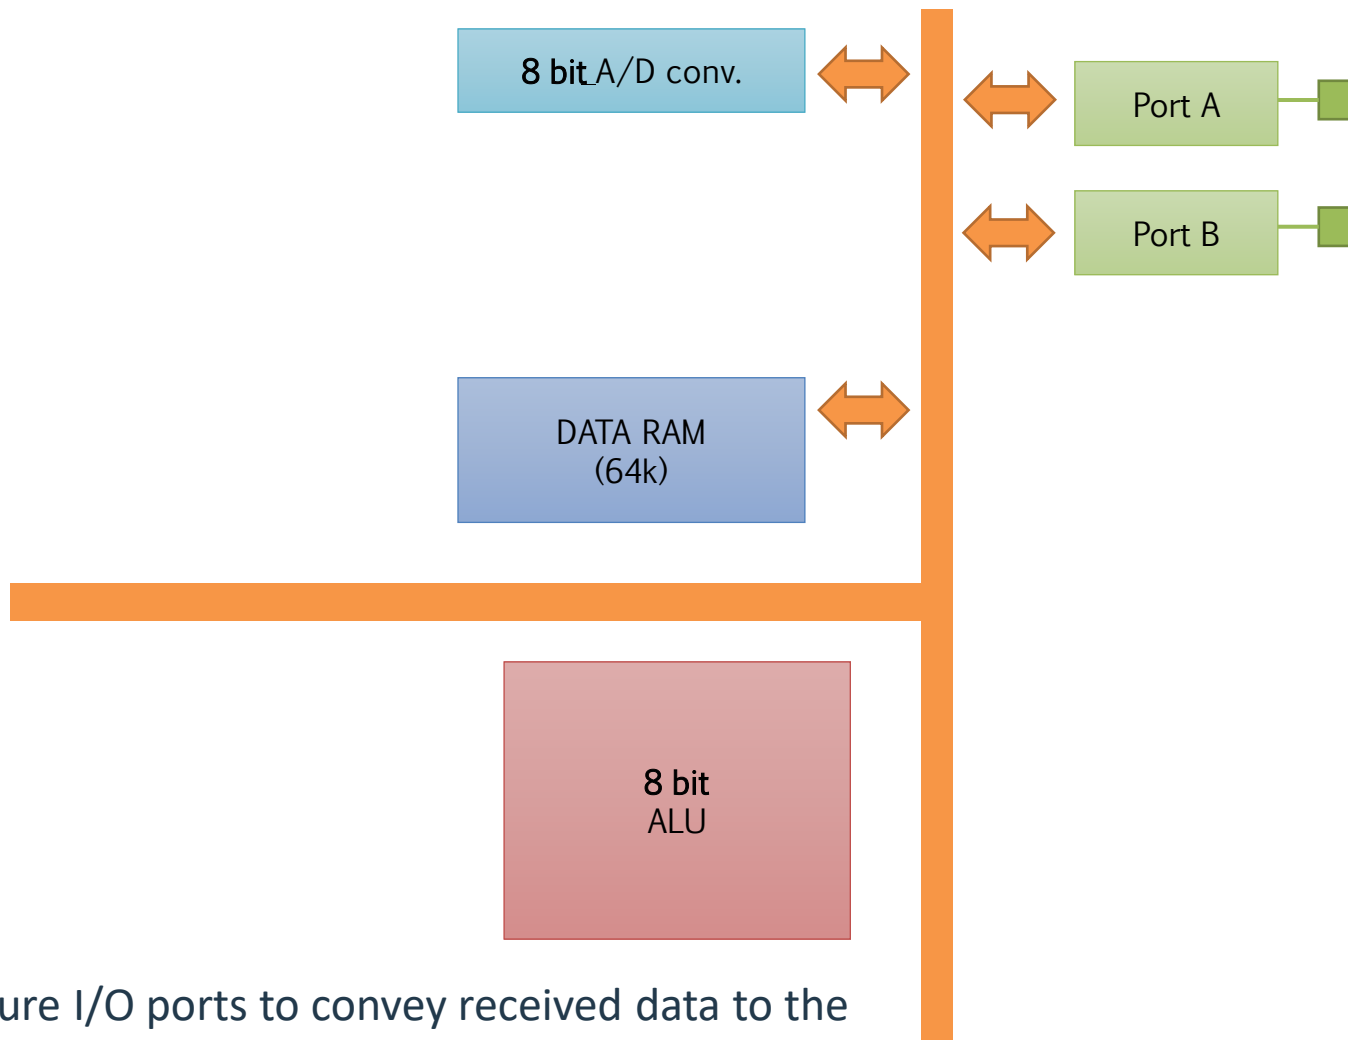 8 bit A/D conv.
Port A
Port B
DATA RAM
(64k)
8 bit
ALU
ure I/O ports to convey received data to the